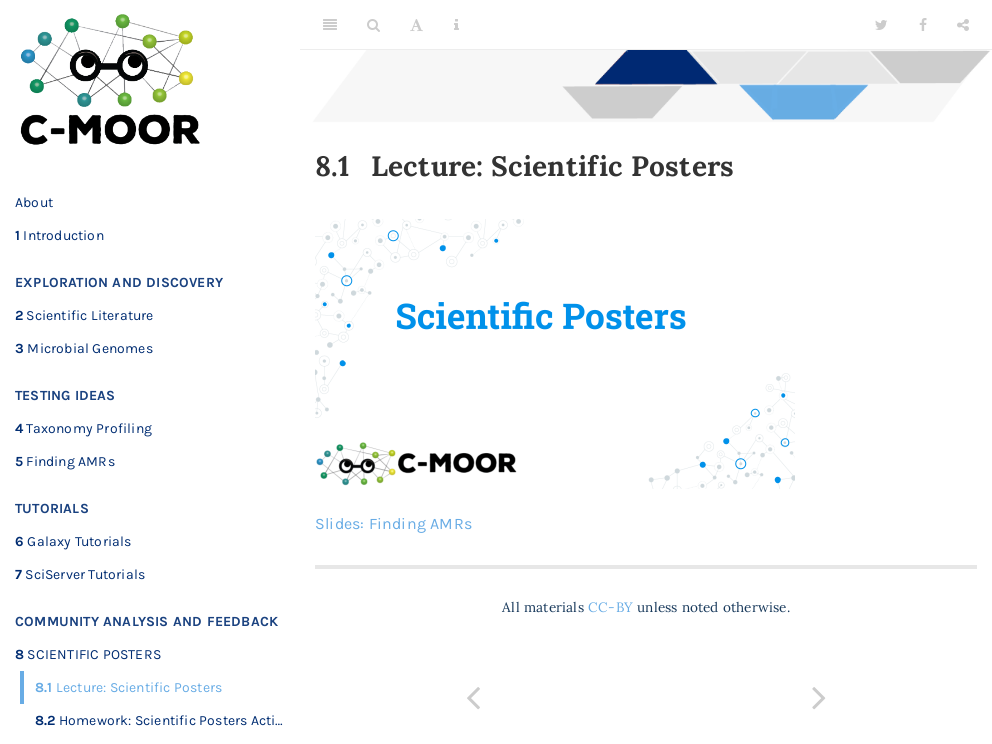 C-MOOR
About
1 Introduction
EXPLORATION AND DISCOVERY
2 Scientific Literature
3 Microbial Genomes
TESTING IDEAS
4 Taxonomy Profiling
5 Finding AMRs
TUTORIALS
6 Galaxy Tutorials
7 SciServer Tutorials
COMMUNITY ANALYSIS AND FEEDBACK
8 SCIENTIFIC POSTERS
8.1 Lecture: Scientific Posters
8.2 Homework: Scientific Posters Acti...
A
8.1 Lecture: Scientific Posters
Scientific Posters
C-MOOR
Slides: Finding AMRs
All materials CC-BY unless noted otherwise.